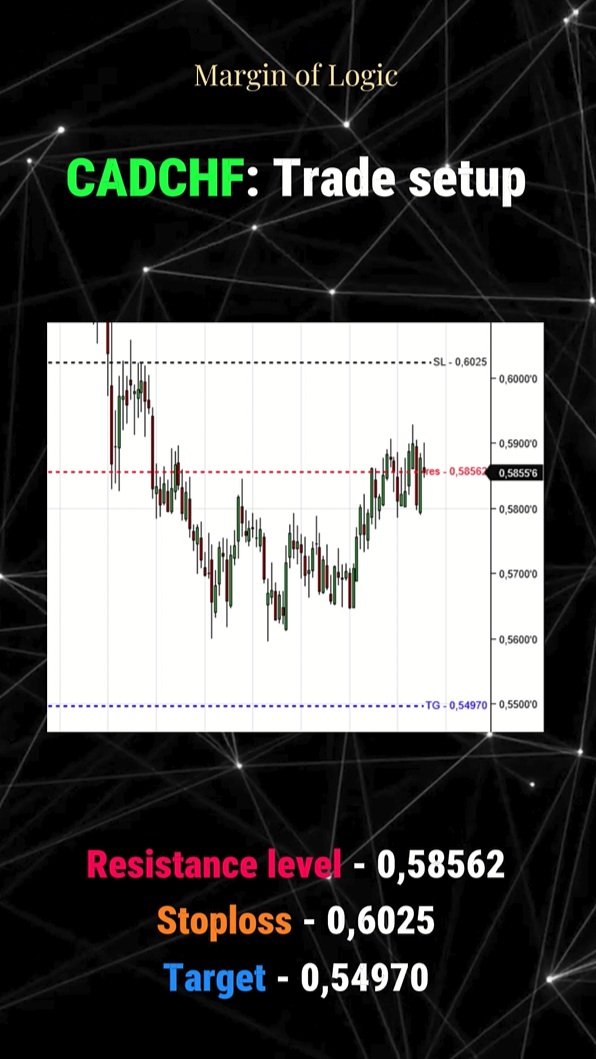 Margin of Logic
CADCHF: Trade setup
SL - 0,6025
0,6000'0
0,5900'0
res - 0,58562
0,5855'6
0,5800'0
0,5700'0
0,5600'0
TG - 0,54970
0,5500'0
Resistance level - 0,58562
Stoploss - 0,6025
Target - 0,54970